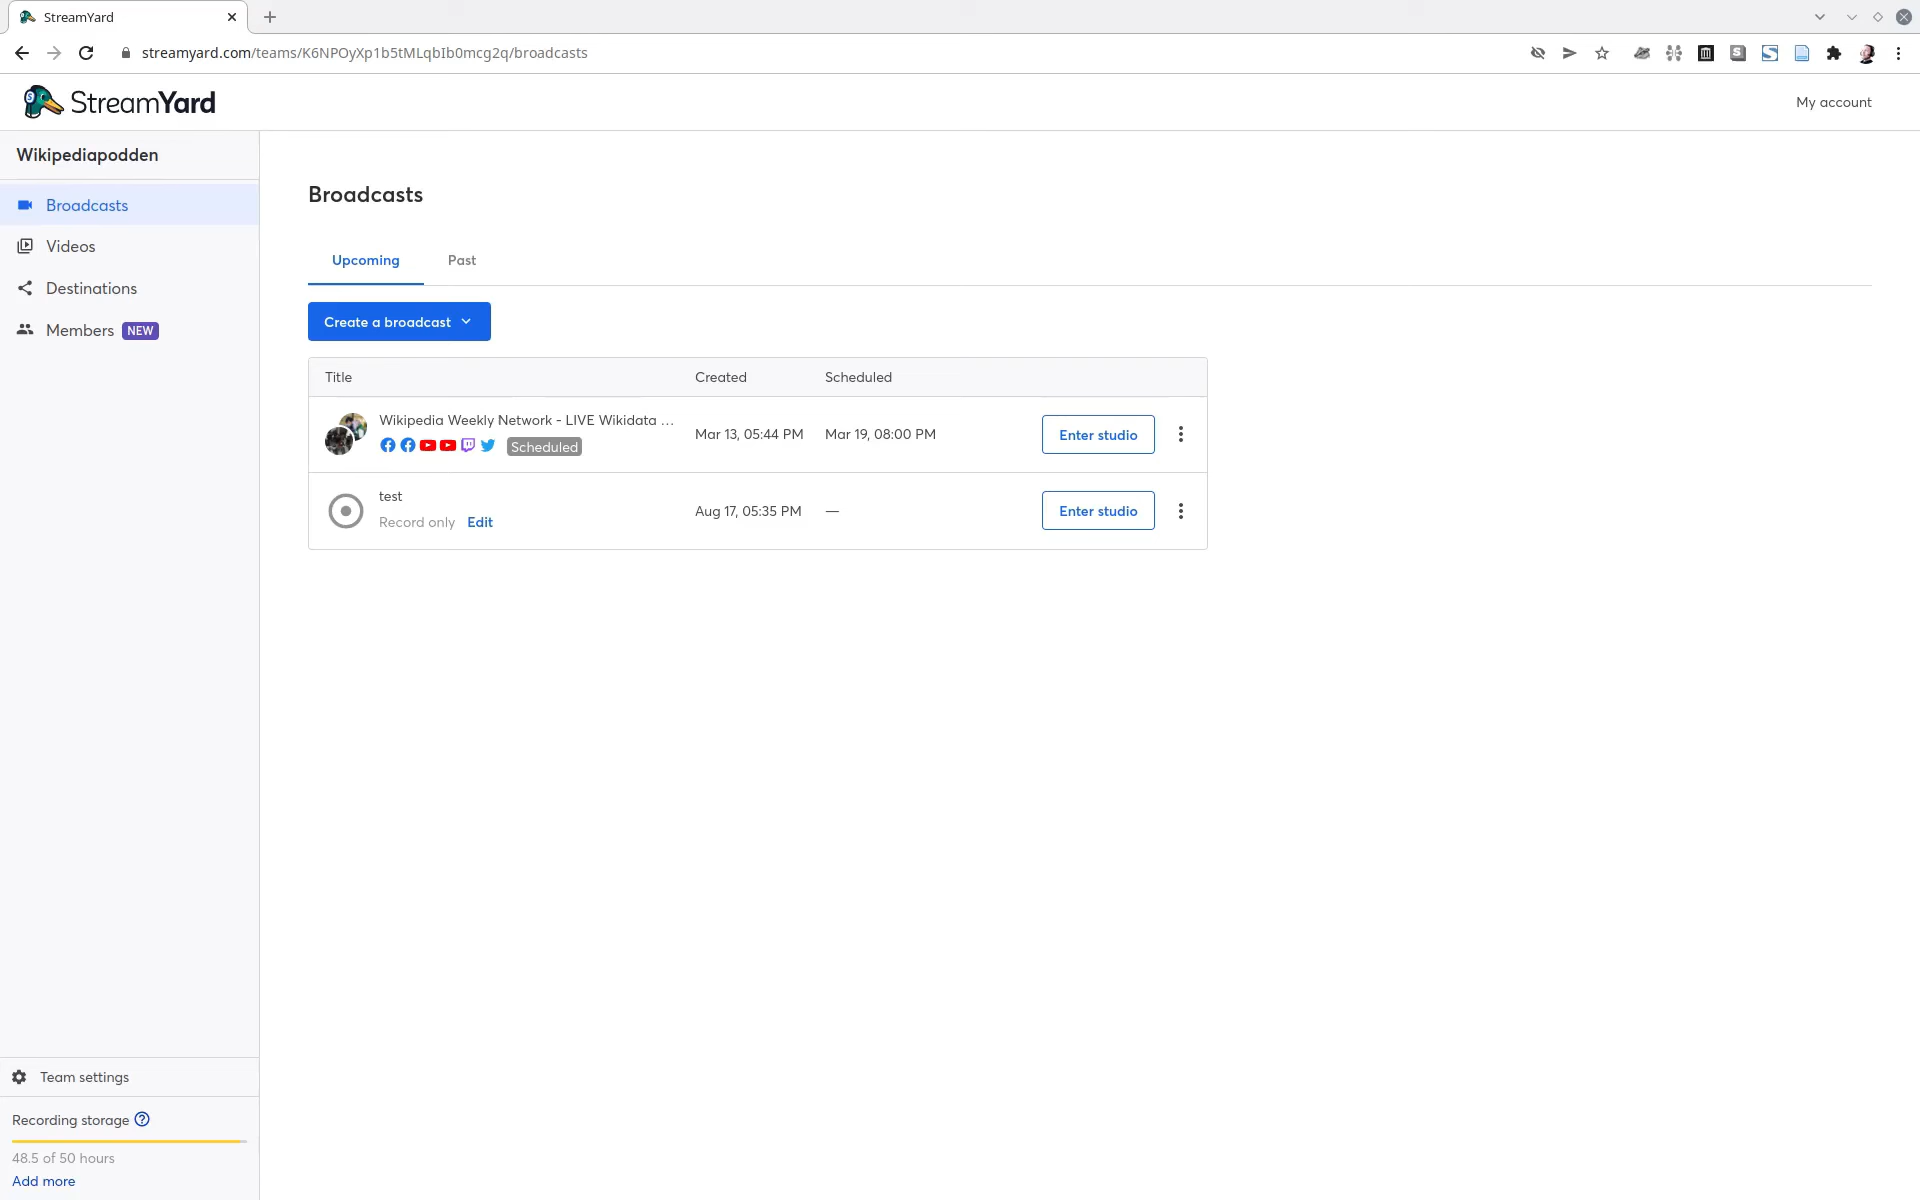 StreamYard
streamyard.com/teams/K6NPOyXp1b5tMLqbIb0mcg2q/broadcasts
StreamYard
My account
Wikipediapodden
Broadcasts
Videos
Destinations
Members NEW
Broadcasts
Upcoming Past
Create a broadcast
Title Created Scheduled
Wikipedia Weekly Network - LIVE Wikidata …
Scheduled
Mar 13, 05:44 PM Mar 19, 08:00 PM Enter studio
test
Record only Edit
Aug 17, 05:35 PM — Enter studio
Team settings
Recording storage ?
48.5 of 50 hours
Add more